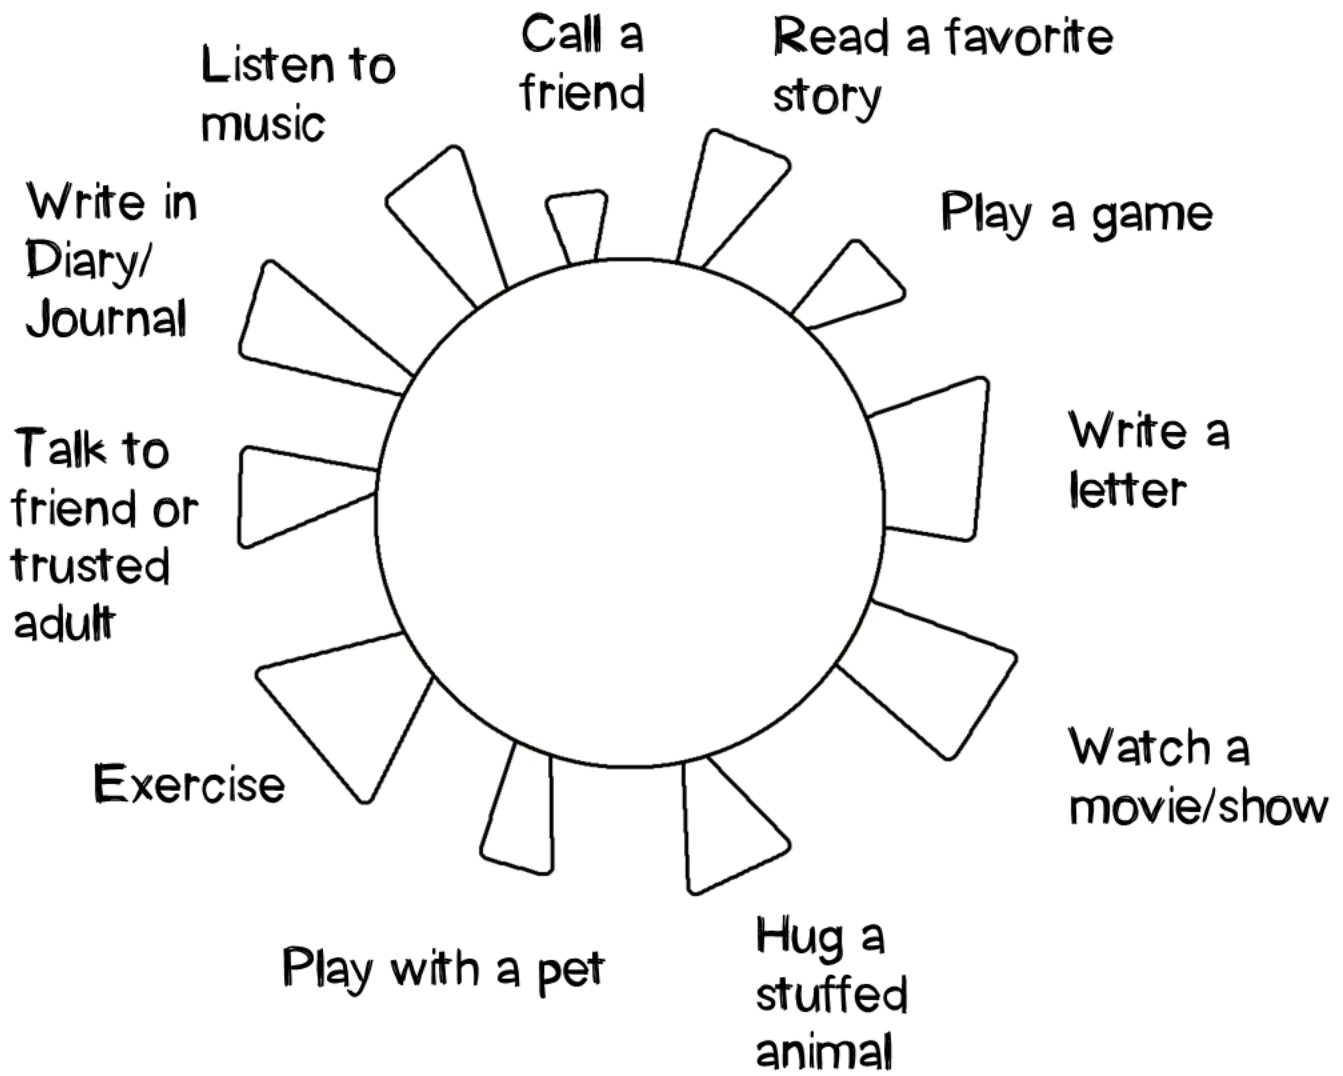 Call a
friend
Read a favorite
story
Listen to
music
Play a game
Write in
Diary/
Journal
Write a
letter
Talk to
friend or
trusted
adult
Watch a
movie/show
Exercise
Hug a
stuffed
animal
Play with a pet